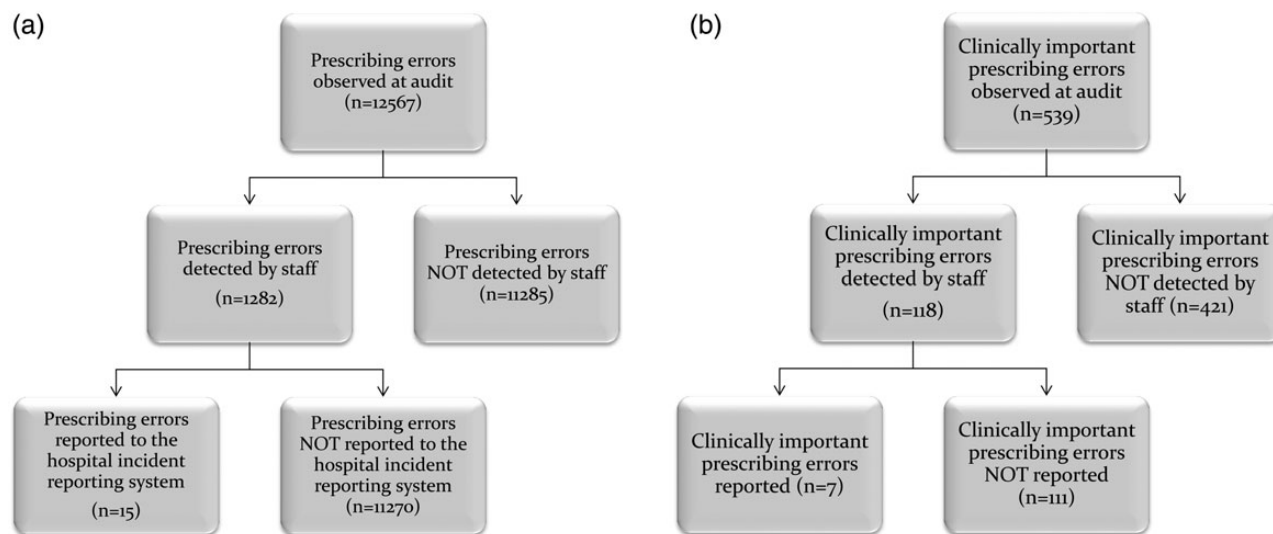 (a)
Prescribing errors
observed at audit
(n=12567)
Prescribing errors
detected by staff
(n=1282)
Prescribing errors
NOT detected by staff
(n=11285)
Prescribing errors
reported to the
hospital incident
reporting system
(n=15)
Prescribing errors
NOT reported to the
hospital incident
reporting system
(n=11270)
(b)
Clinically important
prescribing errors
observed at audit
(n=539)
Clinically important
prescribing errors
detected by staff
(n=118)
Clinically important
prescribing errors
NOT detected by
staff (n=421)
Clinically important
prescribing errors
reported (n=7)
Clinically important
prescribing errors
NOT reported
(n=111)